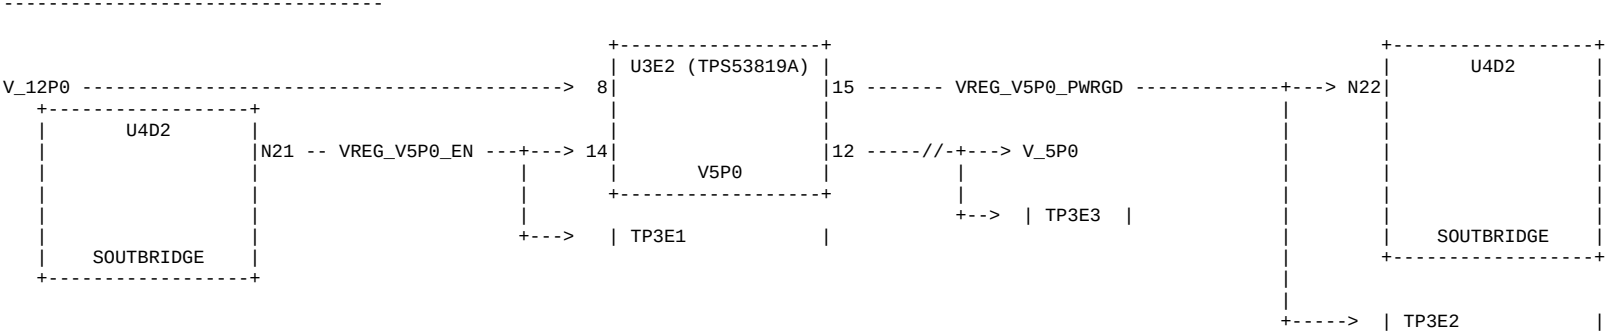 U3E2 (TPS53819A) U4D2
V_12P0 8 15 VREG_V5P0_PWRGD N22
U4D2
N21 VREG_V5P0_EN 14 12 // V_5P0
V5P0
TP3E3
TP3E1 SOUTBRIDGE
SOUTBRIDGE
TP3E2